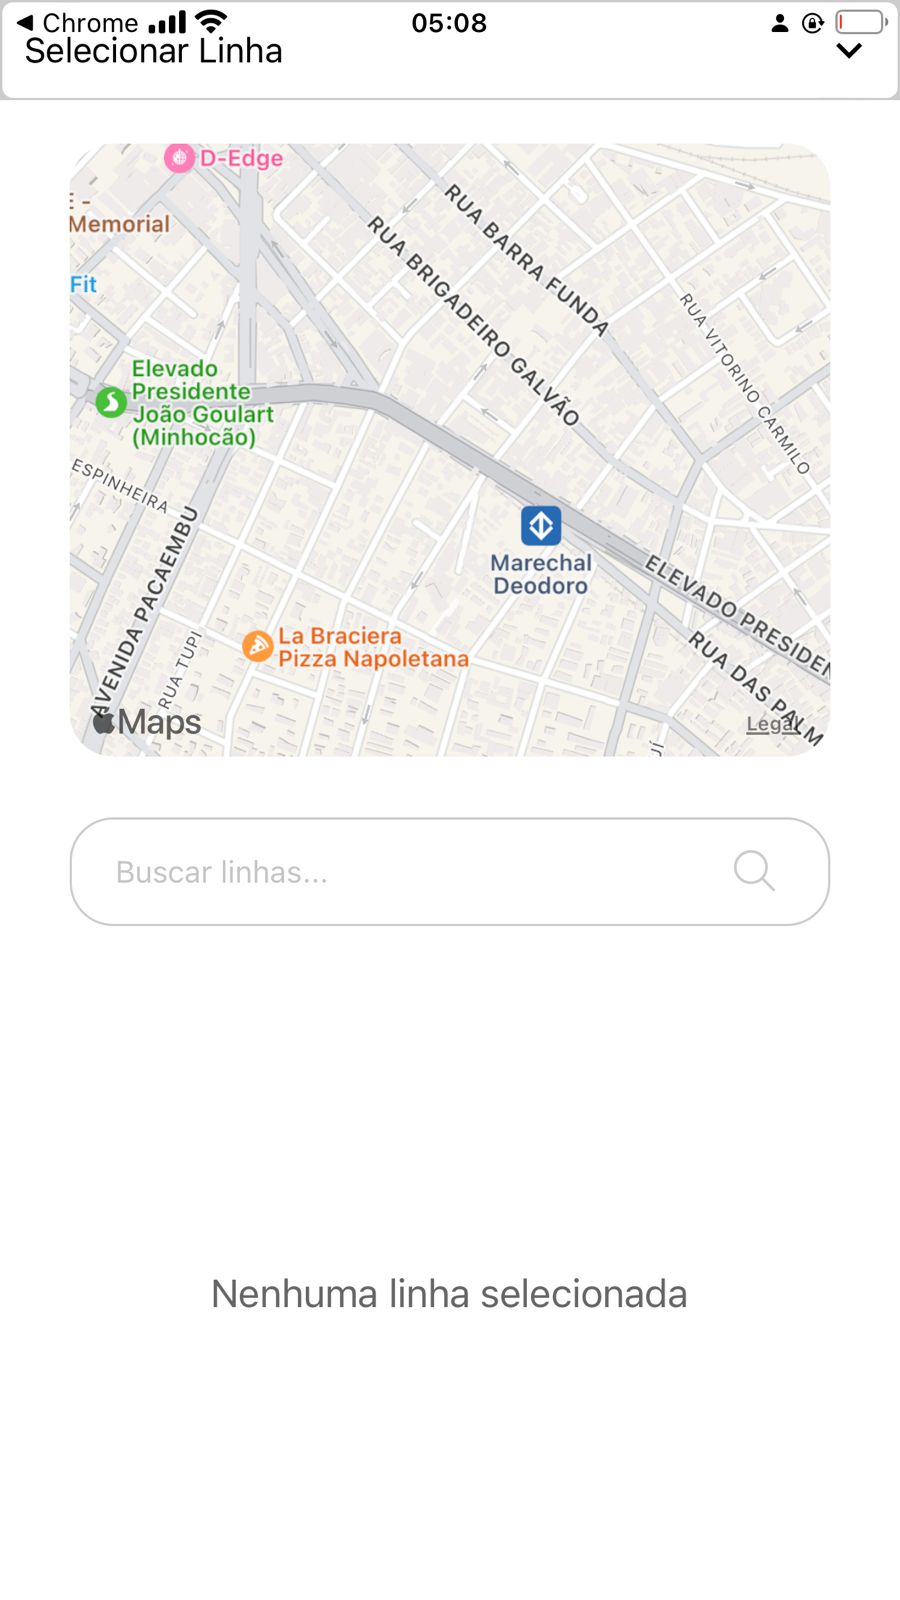 Chrome
05:08
Selecionar Linha
D-Edge
E -
Memorial
Fit
RUA BARRA FUNDA
RUA BRIGADEIRO GALVÃO
RUA VITORINO CARMILO
Elevado
Presidente
João Goulart
(Minhocão)
ESPINHEIRA
AVENIDA PACAEMBU
RUA TUPI
Marechal
Deodoro
ELEVADO PRESIDEN
La Braciera
Pizza Napoletana
RUA DAS PALM
Maps
Legal
Buscar linhas...
Nenhuma linha selecionada